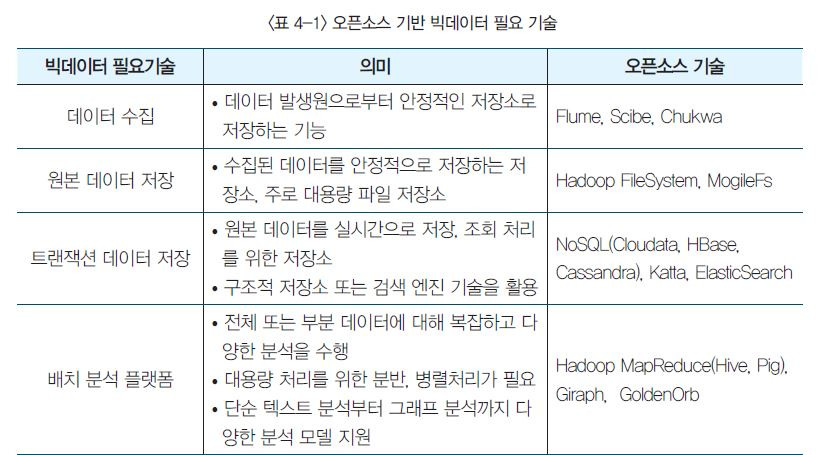 <표 4-1> 오픈소스 기반 빅데이터 필요 기술
빅데이터 필요기술
의미
오픈소스 기술
데이터 수집
• 데이터 발생원으로부터 안정적인 저장소로
저장하는 기능
Flume, Scibe, Chukwa
원본 데이터 저장
• 수집된 데이터를 안정적으로 저장하는 저
장소, 주로 대용량 파일 저장소
Hadoop FileSystem, MogileFs
트랜잭션 데이터 저장
• 원본 데이터를 실시간으로 저장, 조회 처리
를 위한 저장소
• 구조적 저장소 또는 검색 엔진 기술을 활용
NoSQL(Cloudata, HBase,
Cassandra), Katta, ElasticSearch
배치 분석 플랫폼
• 전체 또는 부분 데이터에 대해 복잡하고 다
양한 분석을 수행
• 대용량 처리를 위한 분반, 병렬처리가 필요
• 단순 텍스트 분석부터 그래프 분석까지 다
양한 분석 모델 지원
Hadoop MapReduce(Hive, Pig),
Giraph, GoldenOrb